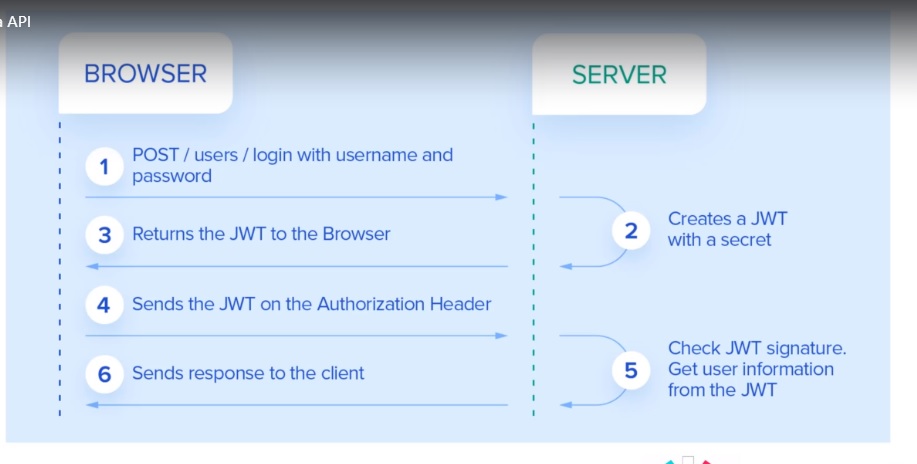 API
BROWSER
SERVER
1
POST / users / login with username and
password
2
Creates a JWT
with a secret
3
Returns the JWT to the Browser
4
Sends the JWT on the Authorization Header
5
Check JWT signature.
Get user information
from the JWT
6
Sends response to the client